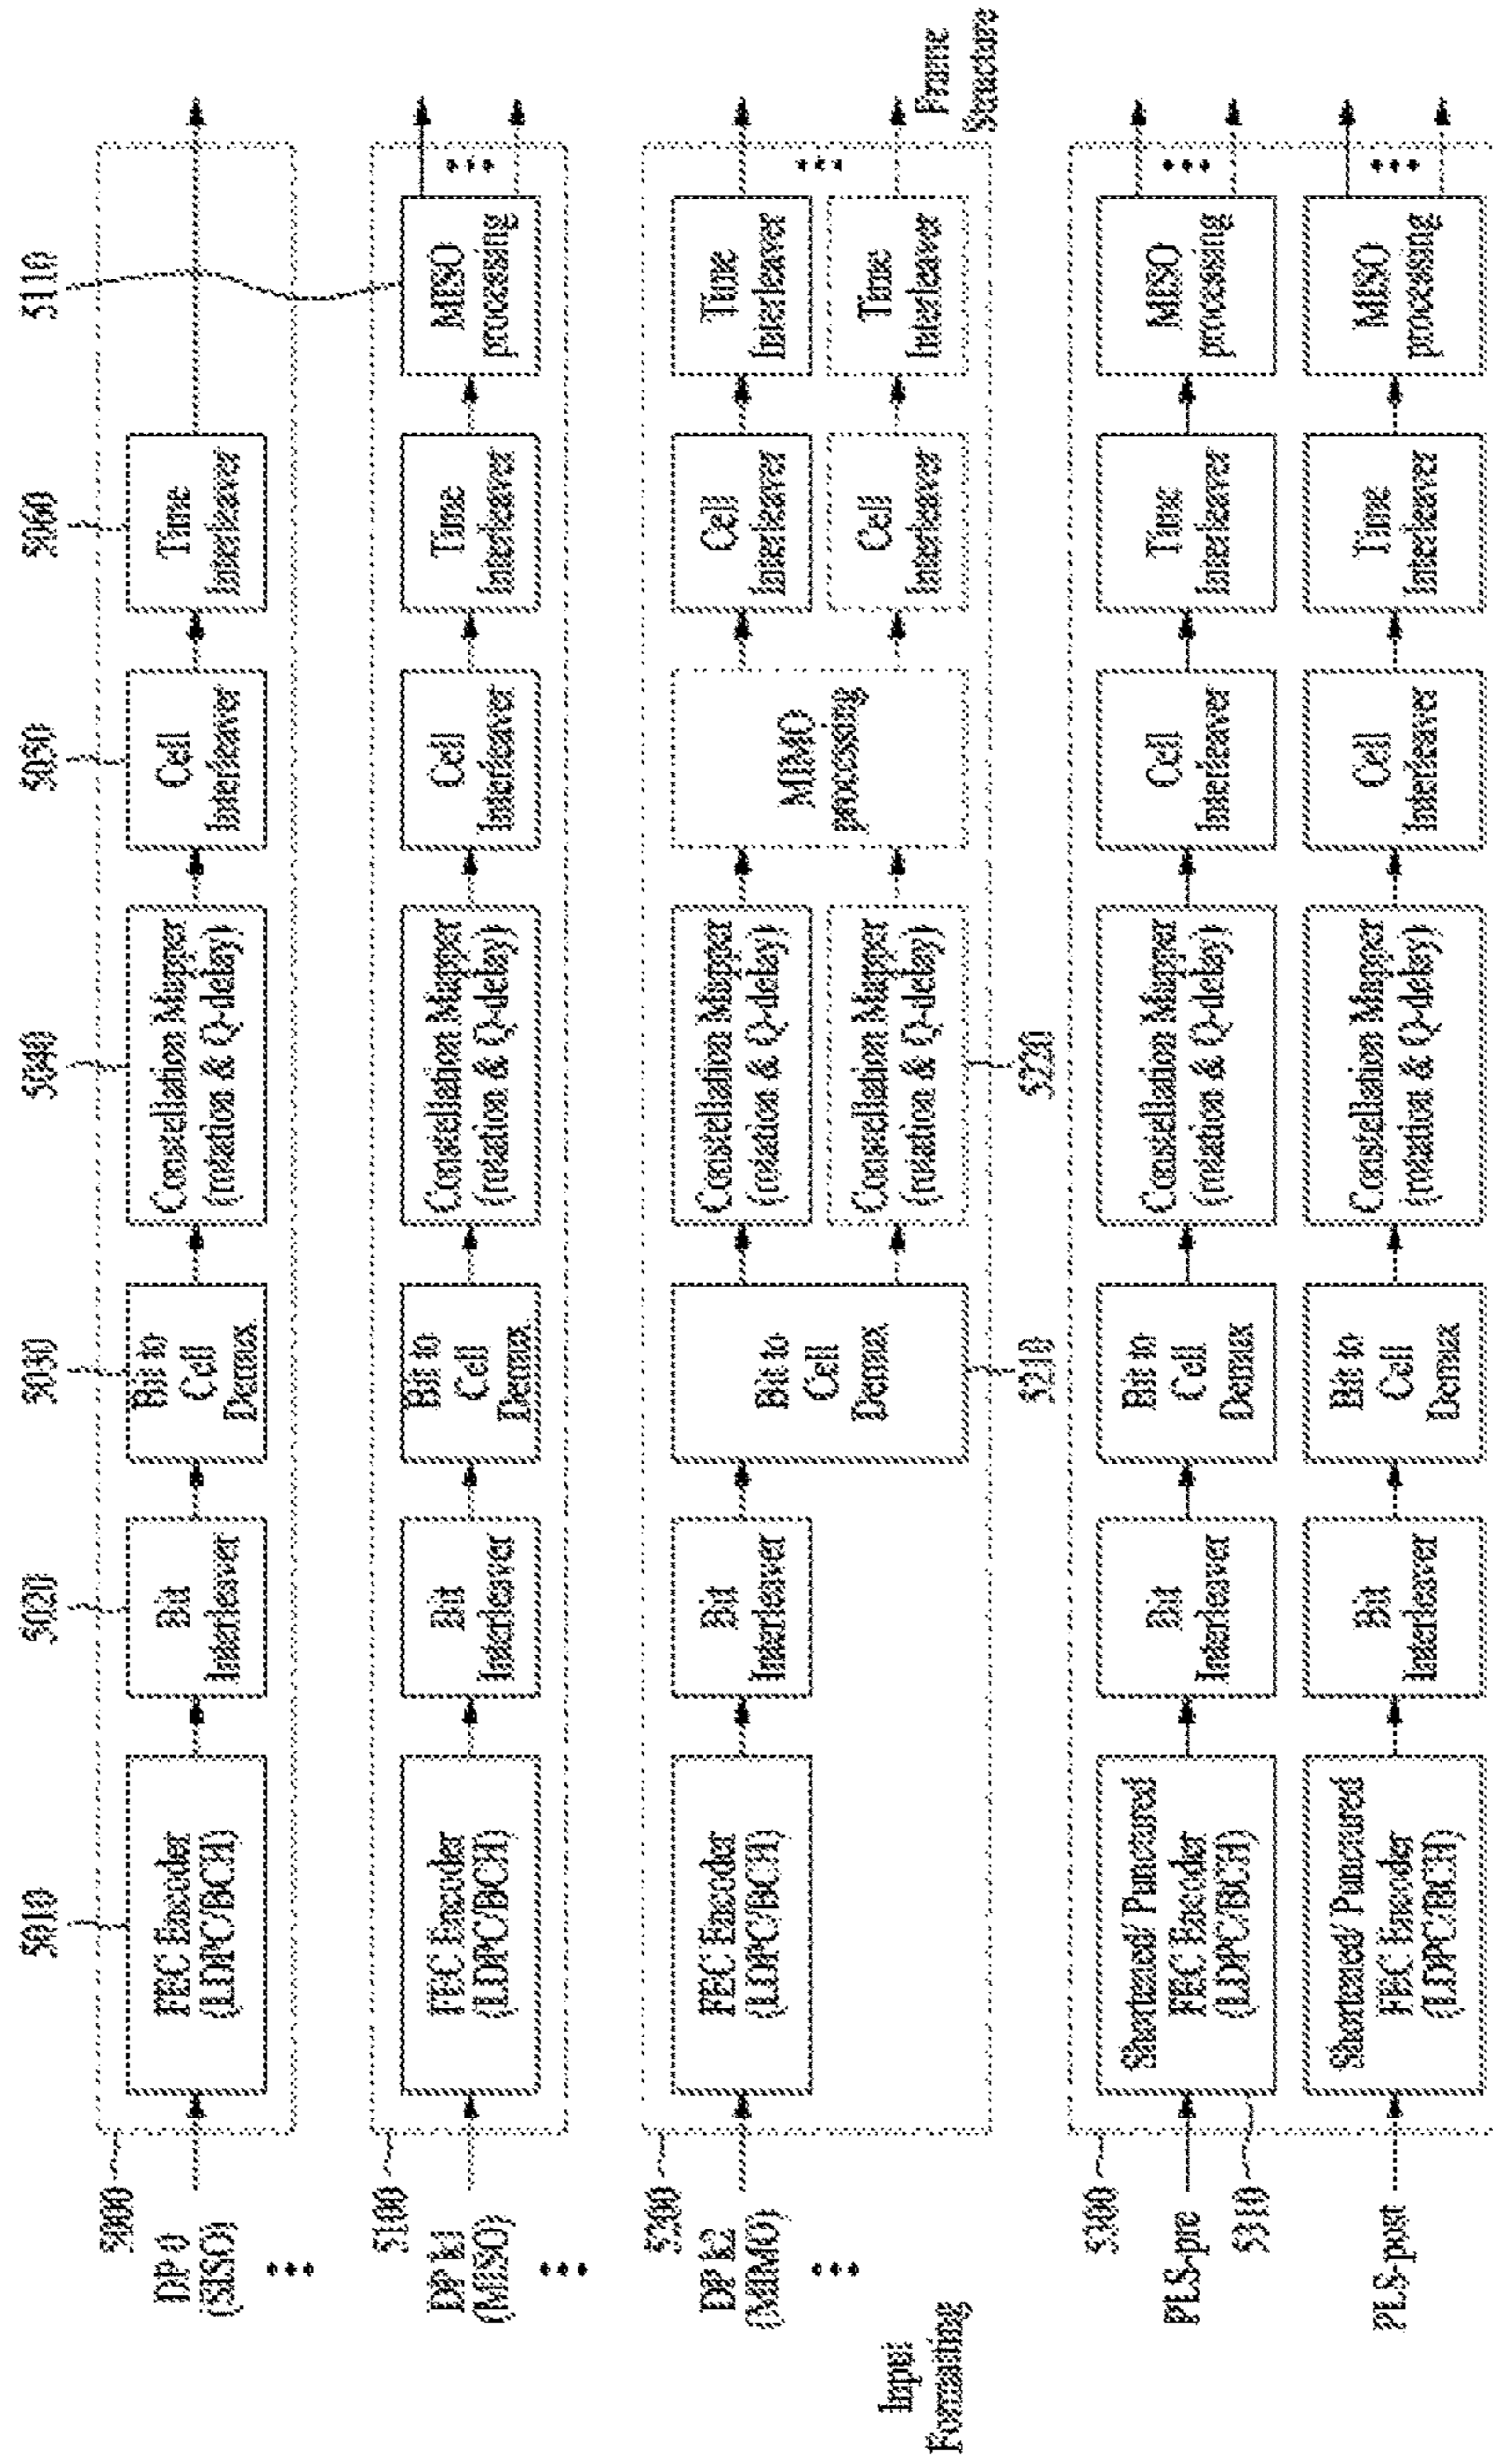 5010
5020
5030
5040
5050
5060
5110
5000
DP 0
(SISO)
FEC Encoder
(LDPC/BCH)
Bit
Interleaver
Bit to
Cell
Demux
Constellation Mapper
(rotation & Q-delay)
Cell
Interleaver
Time
Interleaver
5100
DP k1
(MISO)
FEC Encoder
(LDPC/BCH)
Bit
Interleaver
Bit to
Cell
Demux
Constellation Mapper
(rotation & Q-delay)
Cell
Interleaver
Time
Interleaver
MISO
processing
5200
DP k2
(MIMO)
FEC Encoder
(LDPC/BCH)
Bit
Interleaver
Bit to
Cell
Demux
Constellation Mapper
(rotation & Q-delay)
Constellation Mapper
(rotation & Q-delay)
MIMO
processing
Cell
Interleaver
Cell
Interleaver
Time
Interleaver
Time
Interleaver
Input
Formatting
Frame
Structure
5210
5220
5300
PLS-pre
5310
Shortened/ Punctured
FEC Encoder
(LDPC/BCH)
Bit
Interleaver
Bit to
Cell
Demux
Constellation Mapper
(rotation & Q-delay)
Cell
Interleaver
Time
Interleaver
MISO
processing
PLS-post
Shortened/ Punctured
FEC Encoder
(LDPC/BCH)
Bit
Interleaver
Bit to
Cell
Demux
Constellation Mapper
(rotation & Q-delay)
Cell
Interleaver
Time
Interleaver
MISO
processing